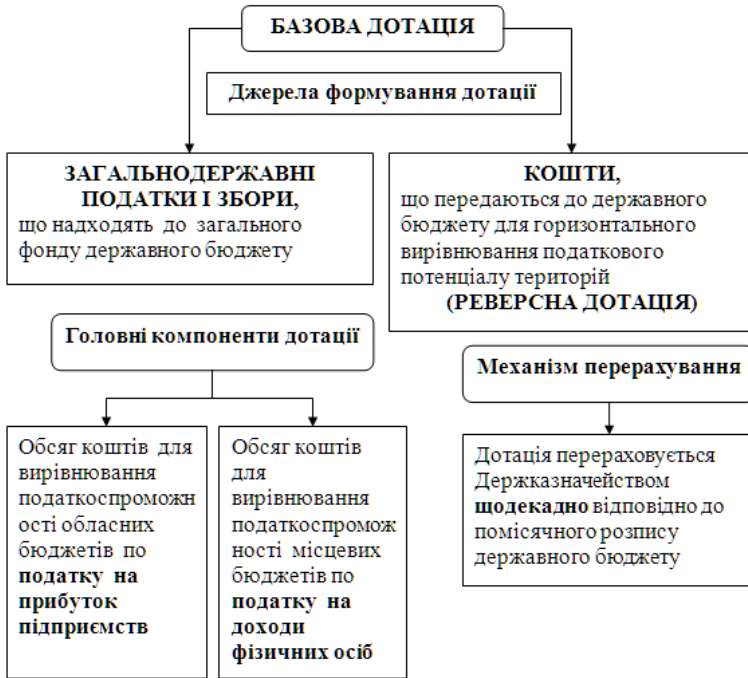 БАЗОВА ДОТАЦІЯ
Джерела формування дотації
ЗАГАЛЬНОДЕРЖАВНІ
ПОДАТКИ І ЗБОРИ,
що надходять до загального
фонду державного бюджету
КОШТИ,
що передаються до державного
бюджету для горизонтального
вирівнювання податкового
потенціалу територій
(РЕВЕРСНА ДОТАЦІЯ)
Головні компоненти дотації
Обсяг коштів для
вирівнювання
податкоспроможн
ості обласних
бюджетів по
податку на
прибуток
підприємств
Обсяг коштів
для
вирівнювання
податкоспромож
ності місцевих
бюджетів по
податку на
доходи
фізичних осіб
Механізм перерахування
Дотація перераховується
Держказначейством
щодекадно відповідно до
помісячного розпису
державного бюджету